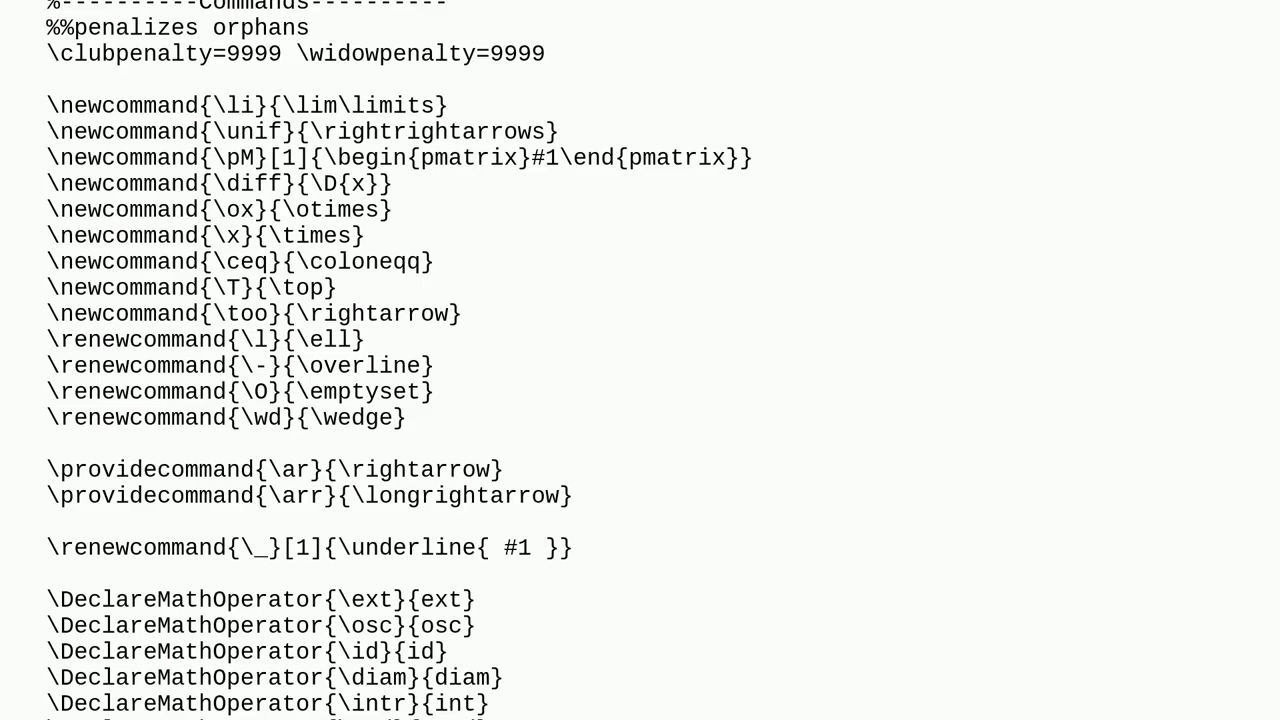 %----------Commands----------
%%penalizes orphans
\clubpenalty=9999 \widowpenalty=9999

\newcommand{\li}{\lim\limits}
\newcommand{\unif}{\rightrightarrows}
\newcommand{\pM}[1]{\begin{pmatrix}#1\end{pmatrix}}
\newcommand{\diff}{\D{x}}
\newcommand{\ox}{\otimes}
\newcommand{\x}{\times}
\newcommand{\ceq}{\coloneqq}
\newcommand{\T}{\top}
\newcommand{\too}{\rightarrow}
\renewcommand{\l}{\ell}
\renewcommand{\-}{\overline}
\renewcommand{\O}{\emptyset}
\renewcommand{\wd}{\wedge}

\providecommand{\ar}{\rightarrow}
\providecommand{\arr}{\longrightarrow}

\renewcommand{\_}[1]{\underline{ #1 }}

\DeclareMathOperator{\ext}{ext}
\DeclareMathOperator{\osc}{osc}
\DeclareMathOperator{\id}{id}
\DeclareMathOperator{\diam}{diam}
\DeclareMathOperator{\intr}{int}